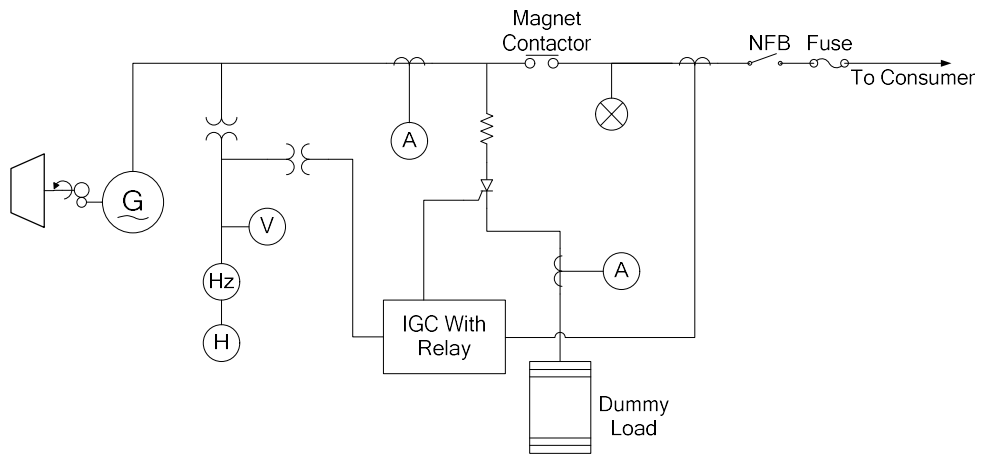 Magnet
Contactor
NFB
Fuse
To Consumer
A
G
V
Hz
H
A
IGC With
Relay
Dummy
Load